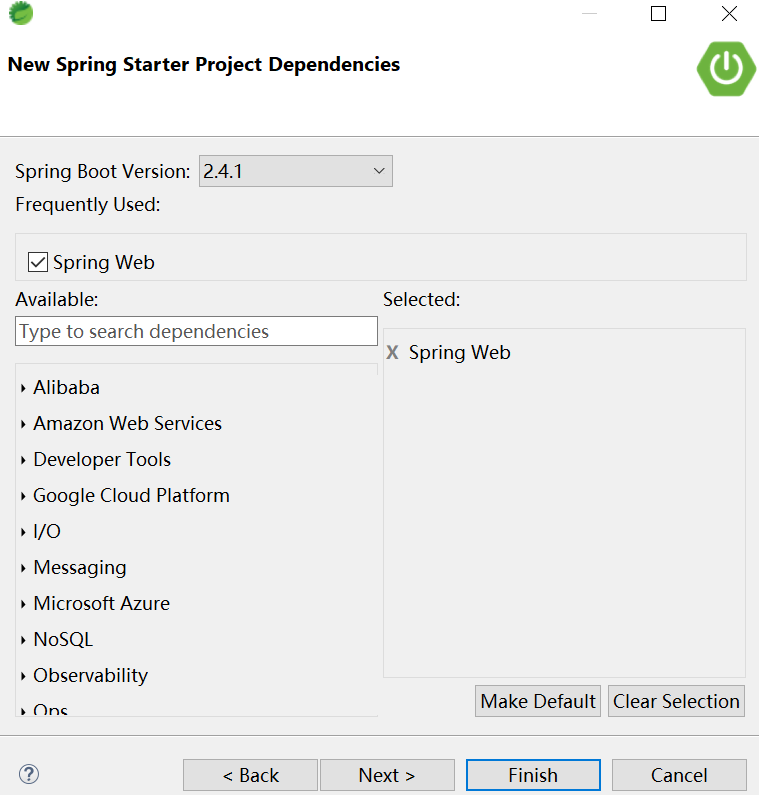 New Spring Starter Project Dependencies
Spring Boot Version: 2.4.1
Frequently Used:
Spring Web
Available:
Selected:
Type to search dependencies
X Spring Web
Alibaba
Amazon Web Services
Developer Tools
Google Cloud Platform
I/O
Messaging
Microsoft Azure
NoSQL
Observability
Ops
Make Default
Clear Selection
?
< Back
Next >
Finish
Cancel